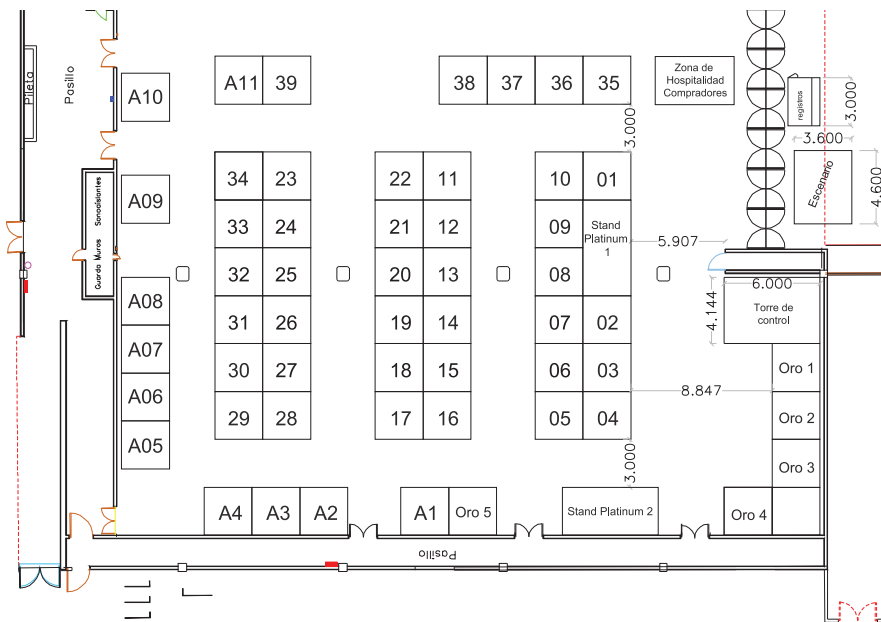 Pileta
Pasillo
A10
A11 39
38 37 36 35
Zona de
Hospitalidad
Compradores
registros
3.000
3.600
3.000
Guarda Muros Sonoaislantes
A09
34 23
22 11
10 01
Escenario
4.600
33 24
21 12
09
Stand
Platinum
1
5.907
32 25
20 13
08
A08
6.000
4.144
Torre de
control
31 26
19 14
07 02
A07
30 27
18 15
06 03
Oro 1
A06
8.847
29 28
17 16
05 04
Oro 2
A05
3.000
Oro 3
A4 A3 A2
A1 Oro 5
Stand Platinum 2
Oro 4
Pasillo